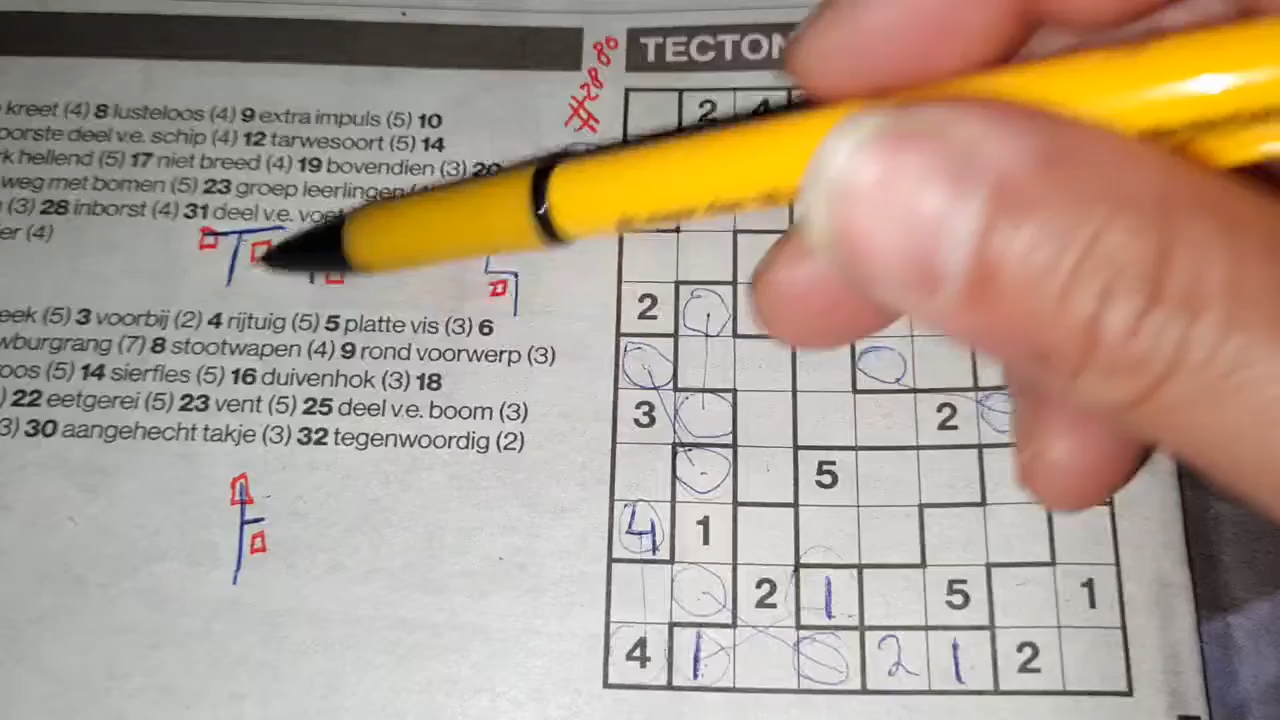 kreet (4) 8 lusteloos (4) 9 extra impuls (5) 10
oorste deel v.e. schip (4) 12 tarwesoort (5) 14
hellend (5) 17 niet breed (4) 19 bovendien (3) 20
weg met bomen (5) 23 groep leerlingen
(3) 28 inborst (4) 31 deel v.e.
er (4)
eek (5) 3 voorbij (2) 4 rijtuig (5) 5 platte vis (3) 6
wburgrang (7) 8 stootwapen (4) 9 rond voorwerp (3)
oos (5) 14 sierfles (5) 16 duivenhok (3) 18
) 22 eetgerei (5) 23 vent (5) 25 deel v.e. boom (3)
3) 30 aangehecht takje (3) 32 tegenwoordig (2)
#2886
TECTON
2 4
2
3 2
5
4 1
2 1 5 1
4 1 2 1 2